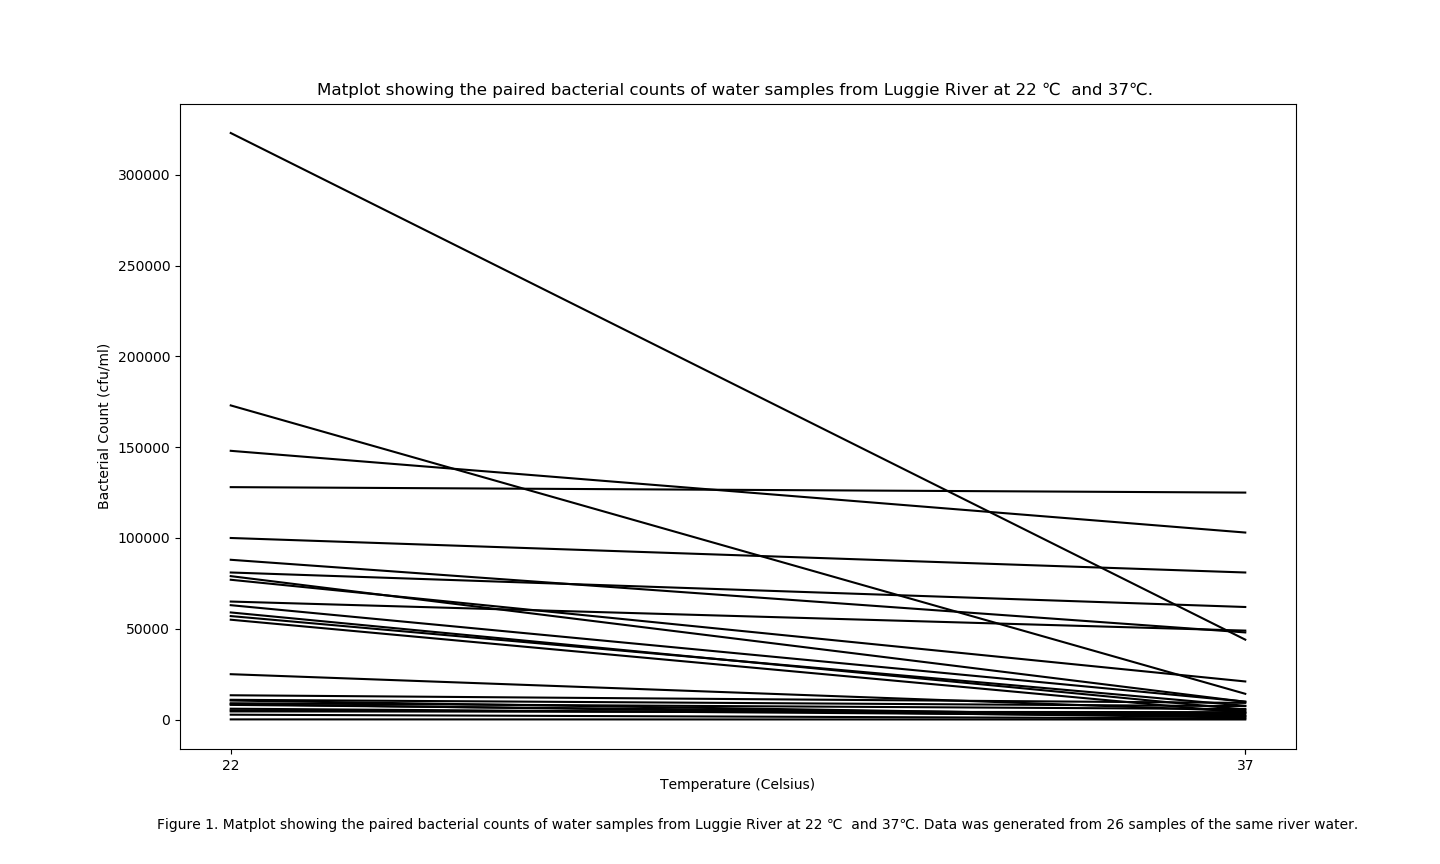 Matplot showing the paired bacterial counts of water samples from Luggie River at 22 ℃  and 37℃.
300000
250000
200000
150000
100000
50000
0
Bacterial Count (cfu/ml)
22
37
Temperature (Celsius)
Figure 1. Matplot showing the paired bacterial counts of water samples from Luggie River at 22 ℃  and 37℃. Data was generated from 26 samples of the same river water.